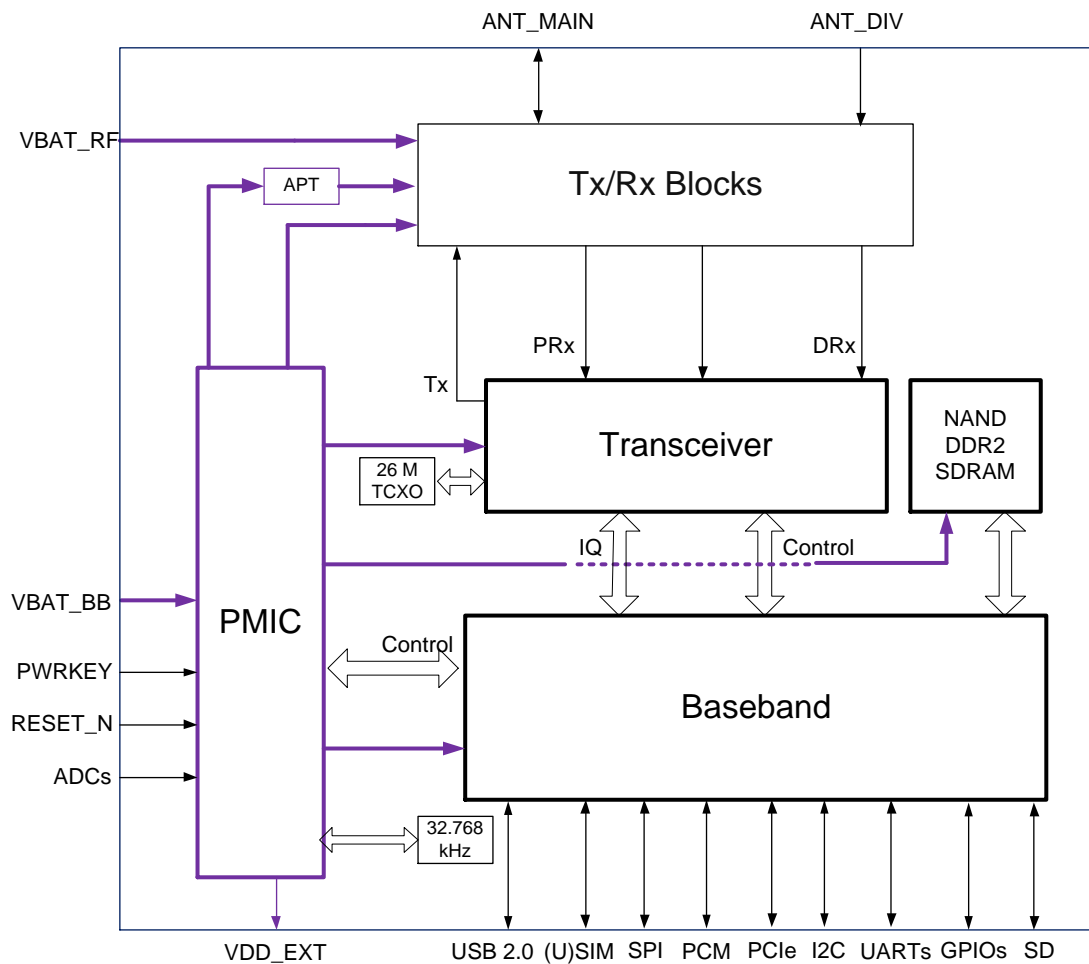 ANT_MAIN
ANT_DIV
VBAT_RF
APT
Tx/Rx Blocks
PRx
DRx
Tx
Transceiver
NAND
DDR2
SDRAM
26 M
TCXO
IQ
Control
VBAT_BB
PMIC
Control
PWRKEY
Baseband
RESET_N
ADCs
32.768
kHz
VDD_EXT
USB 2.0
(U)SIM
SPI
PCM
PCIe
I2C
UARTs
GPIOs
SD